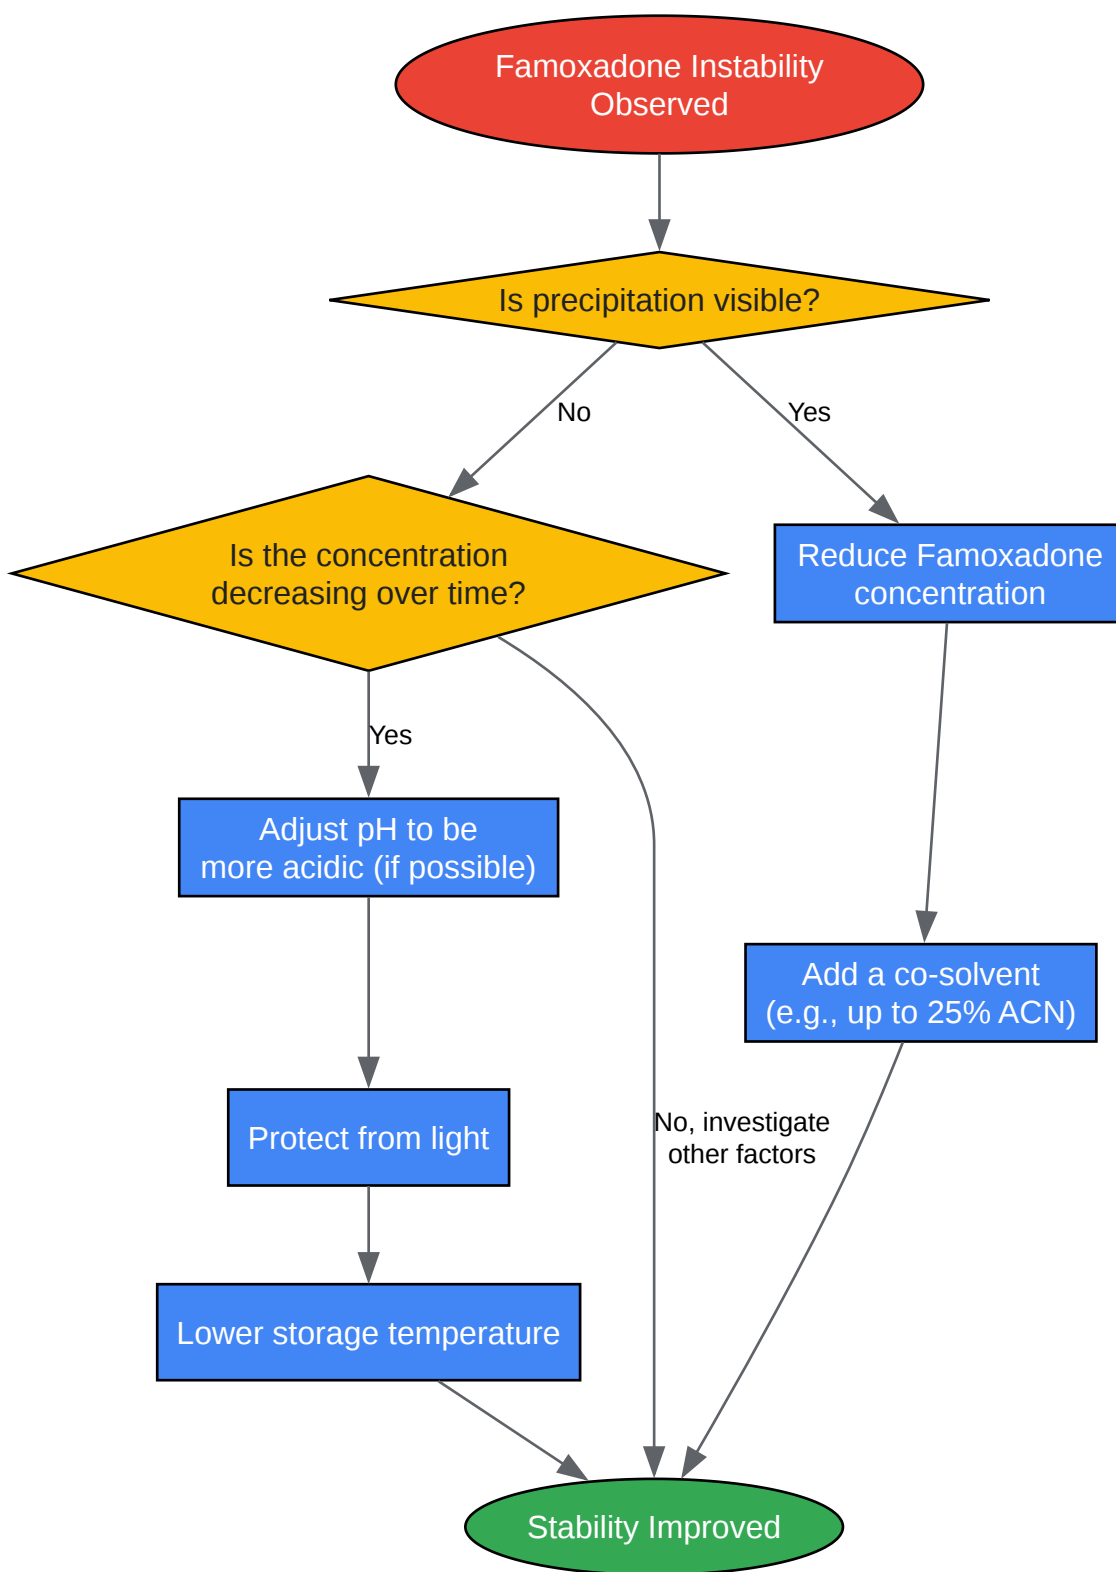 Famoxadone Instability
Observed
Is precipitation visible?
No
Yes
Is the concentration
decreasing over time?
Reduce Famoxadone
concentration
Yes
Adjust pH to be
more acidic (if possible)
Add a co-solvent
(e.g., up to 25% ACN)
Protect from light
No, investigate
other factors
Lower storage temperature
Stability Improved